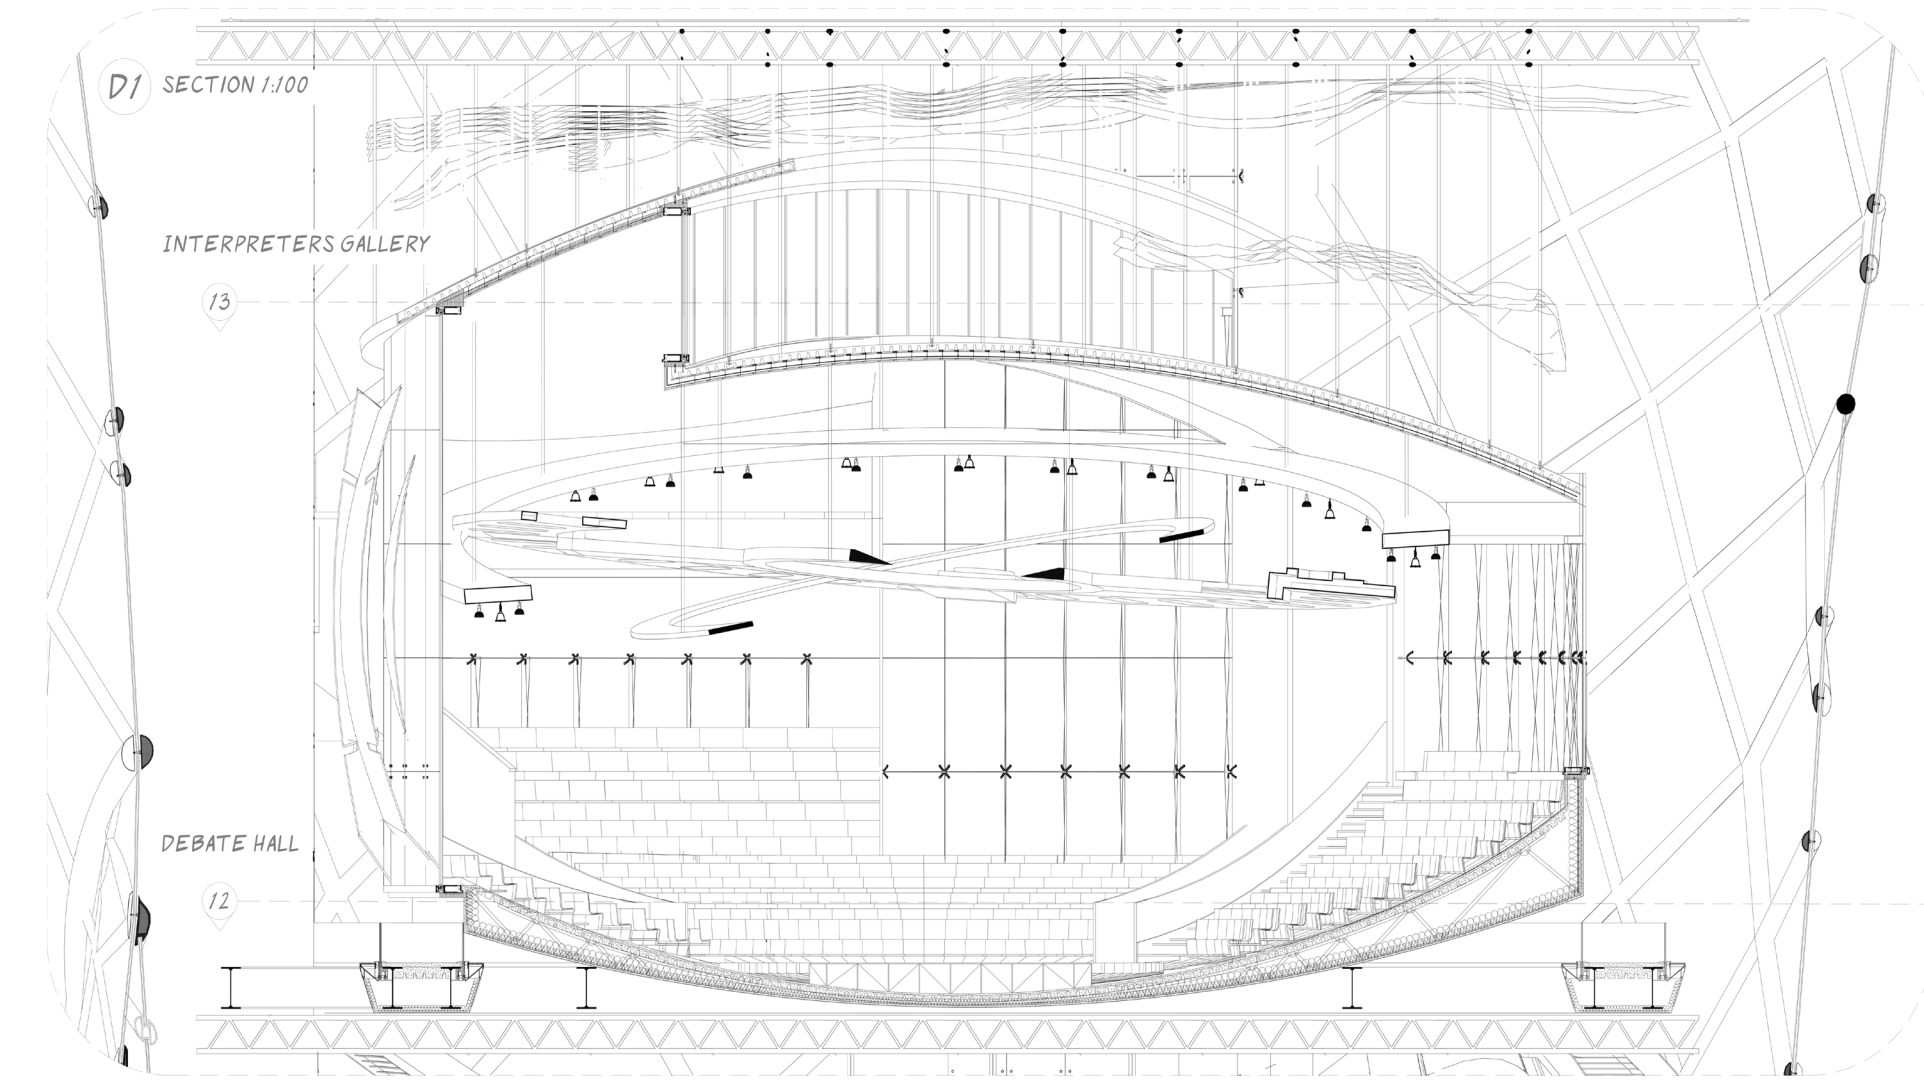 D1 SECTION 1:100
INTERPRETERS GALLERY
13
DEBATE HALL
12